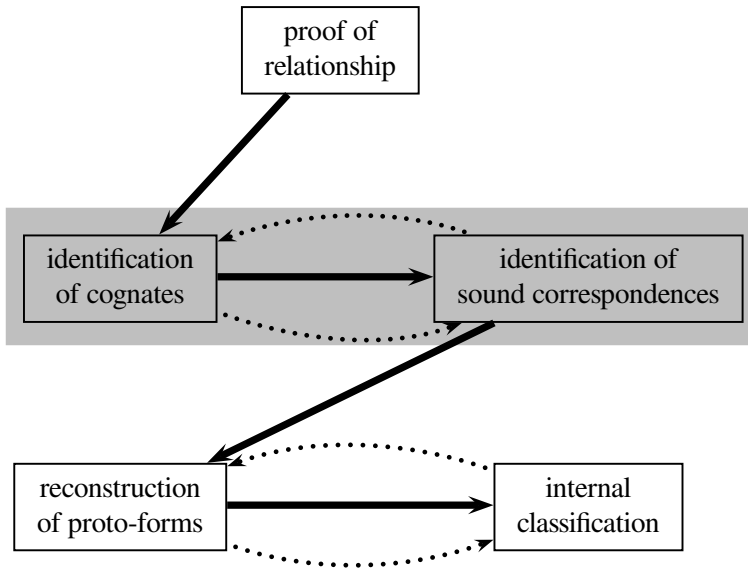 proof of
relationship
identification
of cognates
identification of
sound correspondences
reconstruction
of proto-forms
internal
classification